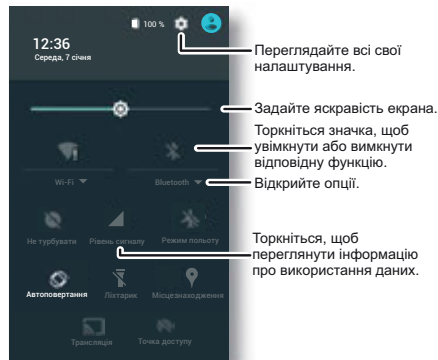 100 %
12:36
Середа, 7 січня
Переглядайте всі свої
налаштування.
Задайте яскравість екрана.
Торкніться значка, щоб
увімкнути або вимкнути
відповідну функцію.
Wi-Fi
Bluetooth
Відкрийте опції.
Не турбувати
Рівень сигналу
Режим польоту
Торкніться, щоб
переглянути інформацію
про використання даних.
Автоповертання
Ліхтарик
Місцезнаходження
Трансляція
Точка доступу